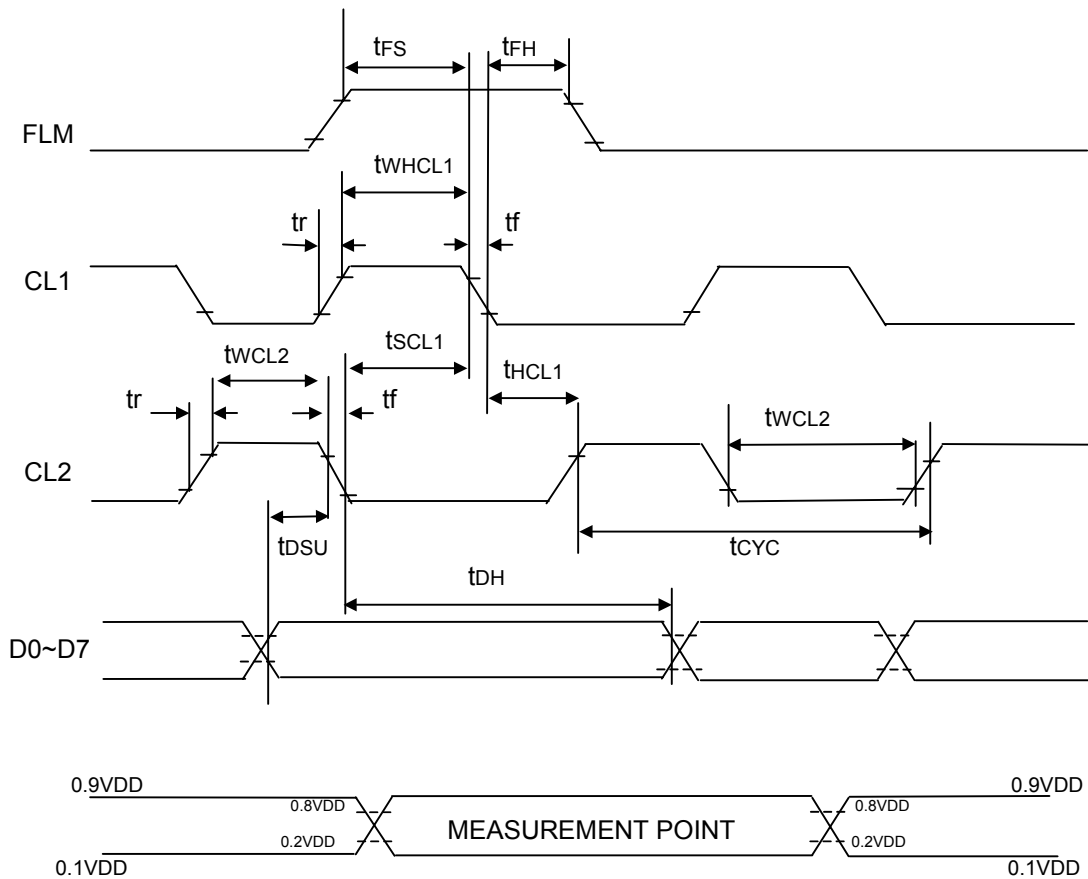 tFS
tFH
FLM
tWHCL1
tr
tf
CL1
tSCL1
tWCL2
tHCL1
tr
tf
tWCL2
CL2
tDSU
tCYC
tDH
D0~D7
0.9VDD
0.9VDD
0.8VDD
0.8VDD
MEASUREMENT POINT
0.2VDD
0.2VDD
0.1VDD
0.1VDD